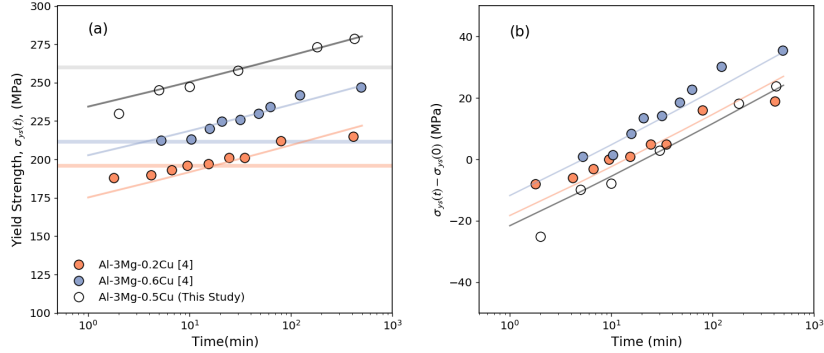 (a)
300
275
250
225
200
175
150
125
100
Yield Strength, σys(t), (MPa)
Al-3Mg-0.2Cu [4]
Al-3Mg-0.6Cu [4]
Al-3Mg-0.5Cu (This Study)
10⁰ 10¹ 10² 10³
Time(min)
(b)
40
20
0
−20
−40
σys(t) − σys(0) (MPa)
10⁰ 10¹ 10² 10³
Time (min)